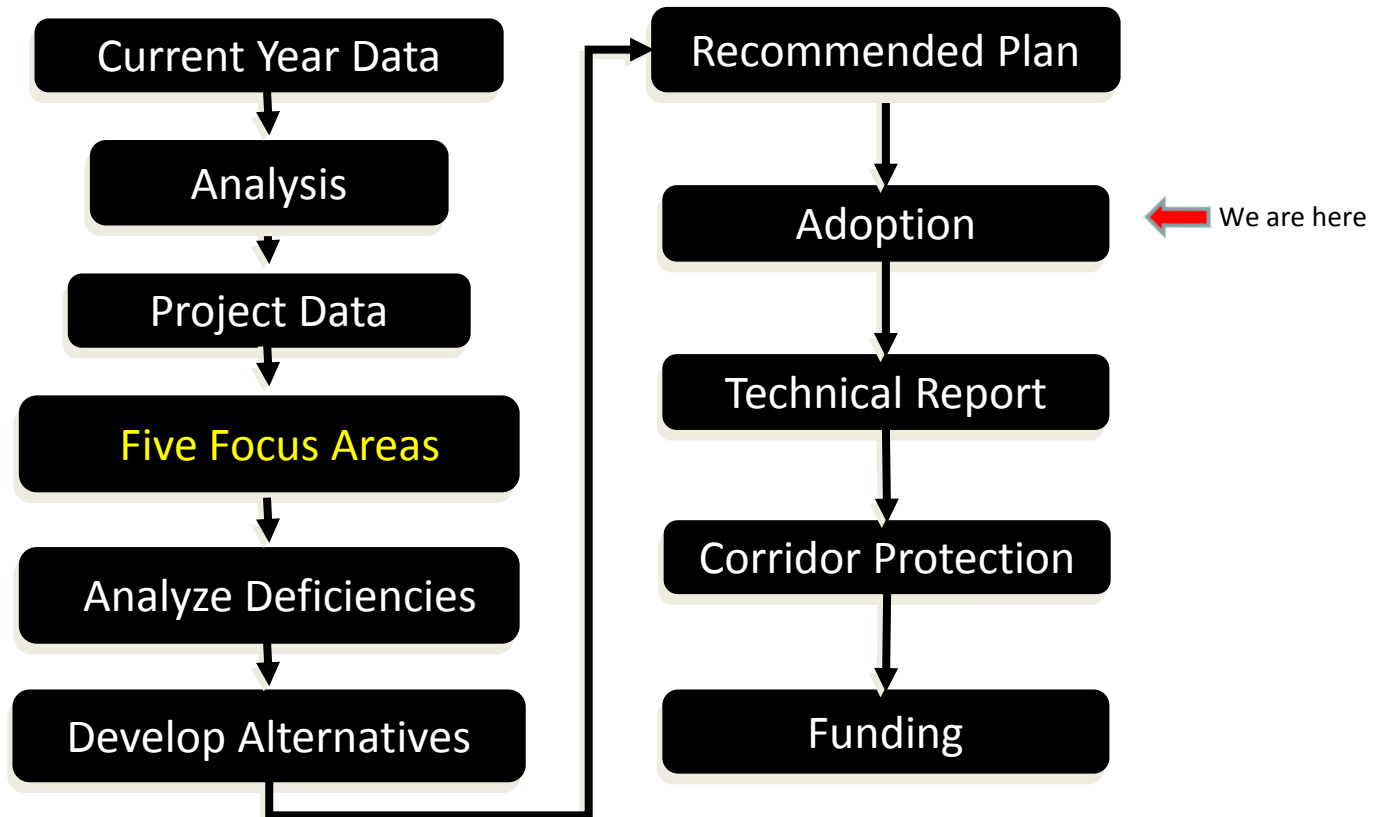 Current Year Data
Analysis
Project Data
Five Focus Areas
Analyze Deficiencies
Develop Alternatives
Recommended Plan
Adoption
We are here
Technical Report
Corridor Protection
Funding